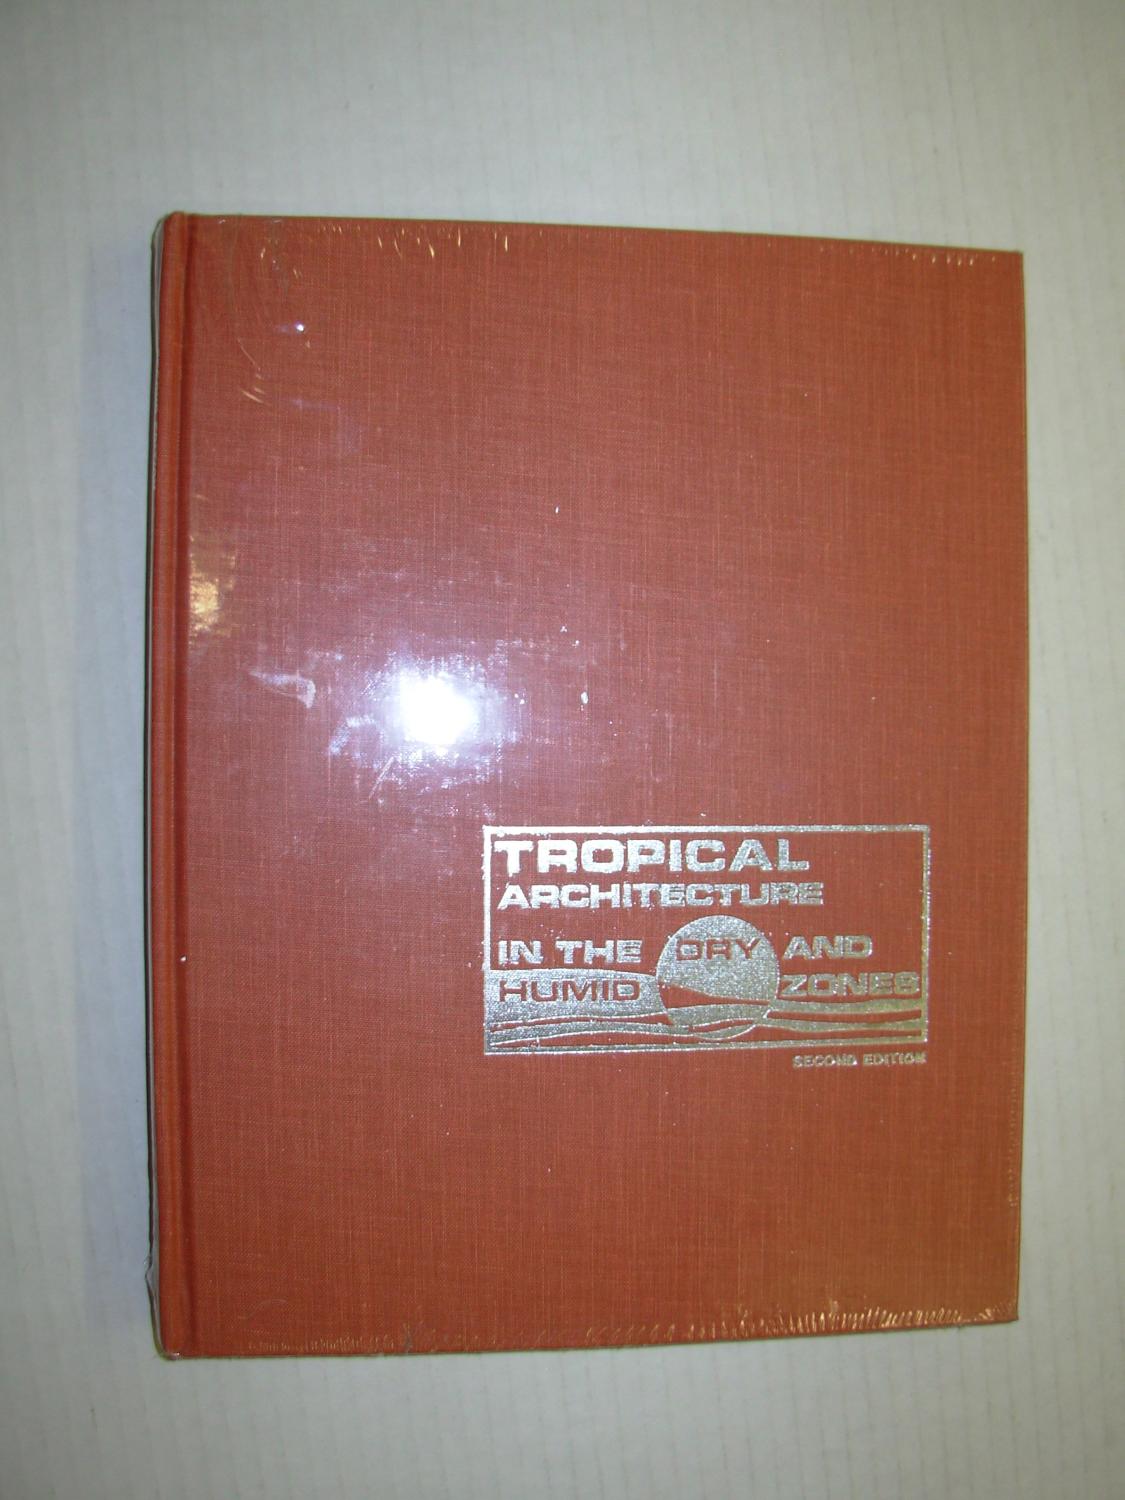 TROPICAL
ARCHITECTURE
IN THE DRY AND
HUMID ZONES
SECOND EDITION